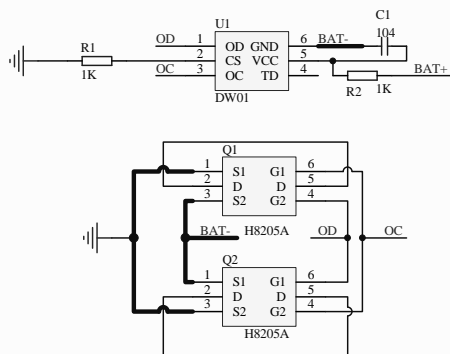 U1
C1
OD 1 OD GND 6 BAT- 104
R1 2 CS VCC 5
OC 3 OC TD 4 BAT+
1K DW01 R2 1K
Q1
1 S1 G1 6
2 D D 5
3 S2 G2 4
BAT- H8205A OD OC
Q2
1 S1 G1 6
2 D D 5
3 S2 G2 4
H8205A